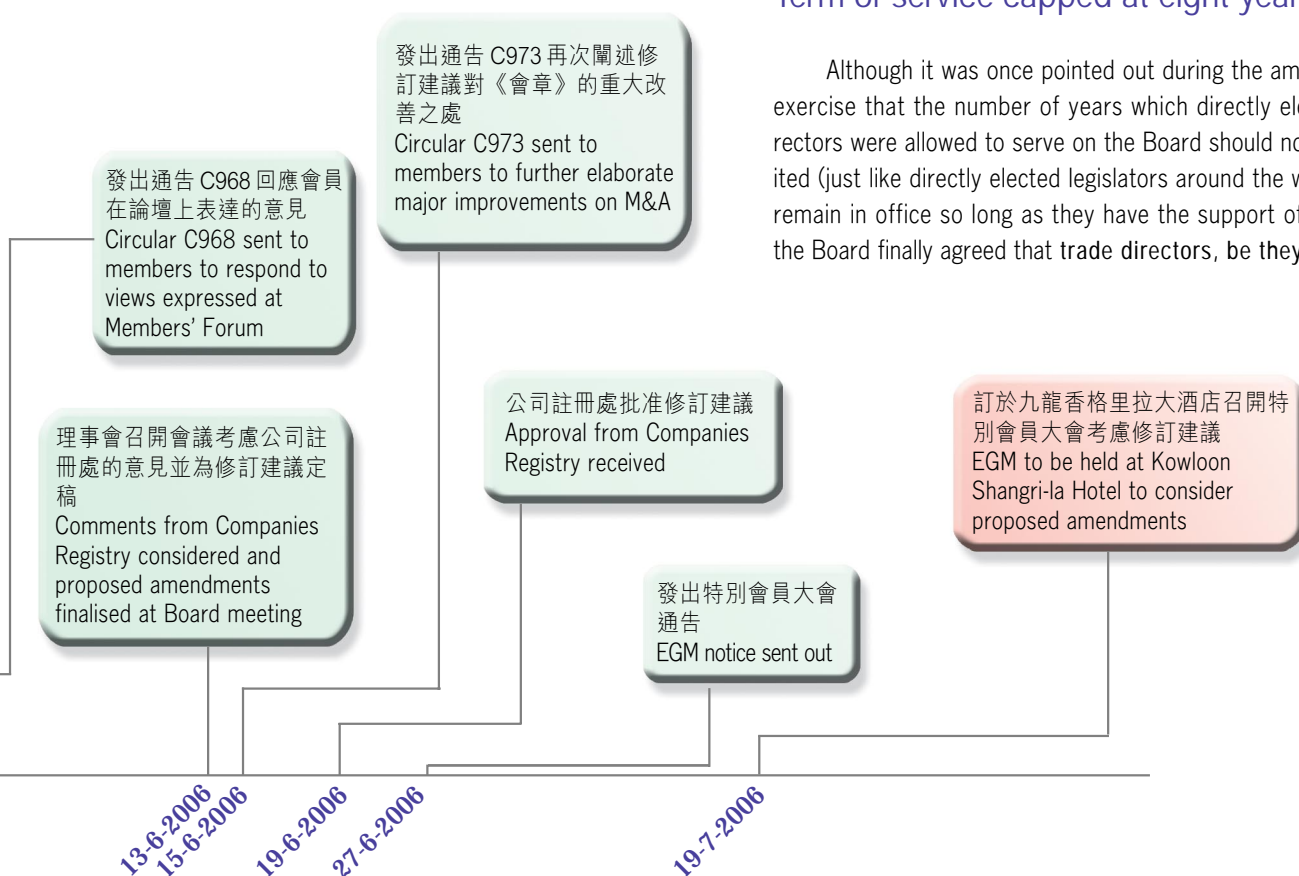 Term of service capped at eight year
Although it was once pointed out during the am
exercise that the number of years which directly ele
rectors were allowed to serve on the Board should no
ited (just like directly elected legislators around the w
remain in office so long as they have the support of
the Board finally agreed that trade directors, be they
發出通告 C973 再次闡述修
訂建議對《會章》的重大改
善之處
Circular C973 sent to
members to further elaborate
major improvements on M&A
發出通告 C968 回應會員
在論壇上表達的意見
Circular C968 sent to
members to respond to
views expressed at
Members' Forum
理事會召開會議考慮公司註
冊處的意見並為修訂建議定
稿
Comments from Companies
Registry considered and
proposed amendments
finalised at Board meeting
公司註冊處批准修訂建議
Approval from Companies
Registry received
發出特別會員大會
通告
EGM notice sent out
訂於九龍香格里拉大酒店召開特
別會員大會考慮修訂建議
EGM to be held at Kowloon
Shangri-la Hotel to consider
proposed amendments
13-6-2006
15-6-2006
19-6-2006
27-6-2006
19-7-2006